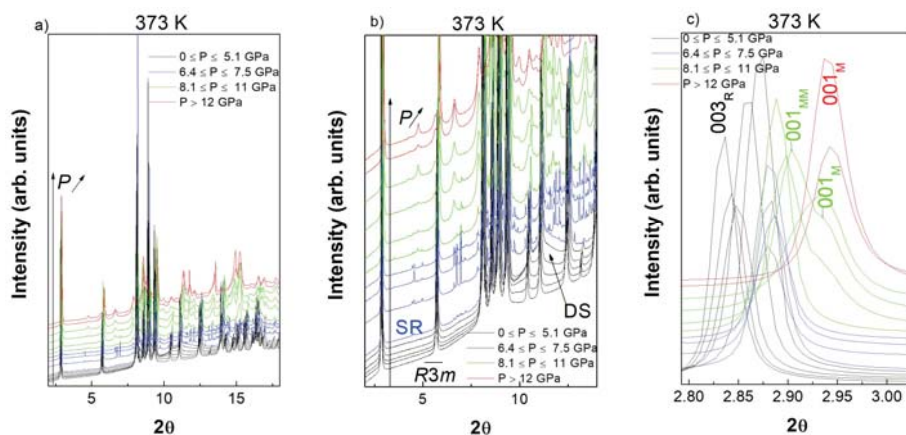 a)
373 K
0 ≤ P ≤ 5.1 GPa
6.4 ≤ P ≤ 7.5 GPa
8.1 ≤ P ≤ 11 GPa
P > 12 GPa
P
Intensity (arb. units)
5
10
15
2θ
b)
373 K
P
SR
DS
R3̅m
0 ≤ P ≤ 5.1 GPa
6.4 ≤ P ≤ 7.5 GPa
8.1 ≤ P ≤ 11 GPa
P > 12 GPa
Intensity (arb. units)
5
10
2θ
c)
373 K
0 ≤ P ≤ 5.1 GPa
6.4 ≤ P ≤ 7.5 GPa
8.1 ≤ P ≤ 11 GPa
P > 12 GPa
003R
001MM
001M
001M
Intensity (arb. units)
2.80
2.85
2.90
2.95
3.00
2θ